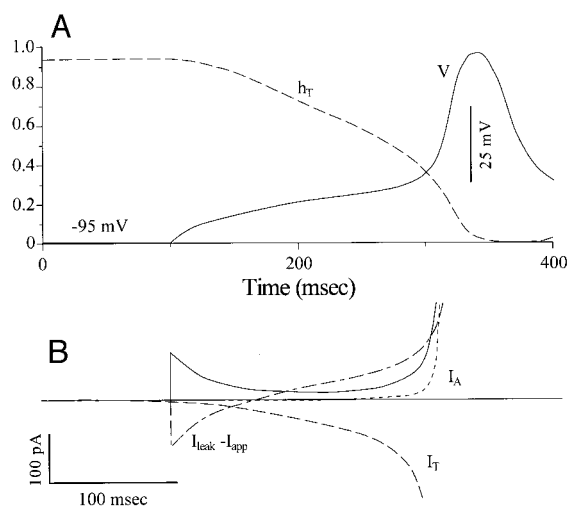 A
1.0
0.8
0.6
0.4
0.2
0
h_T
V
25 mV
-95 mV
0
200
400
Time (msec)
B
I_A
I_leak -I_app
I_T
100 pA
100 msec